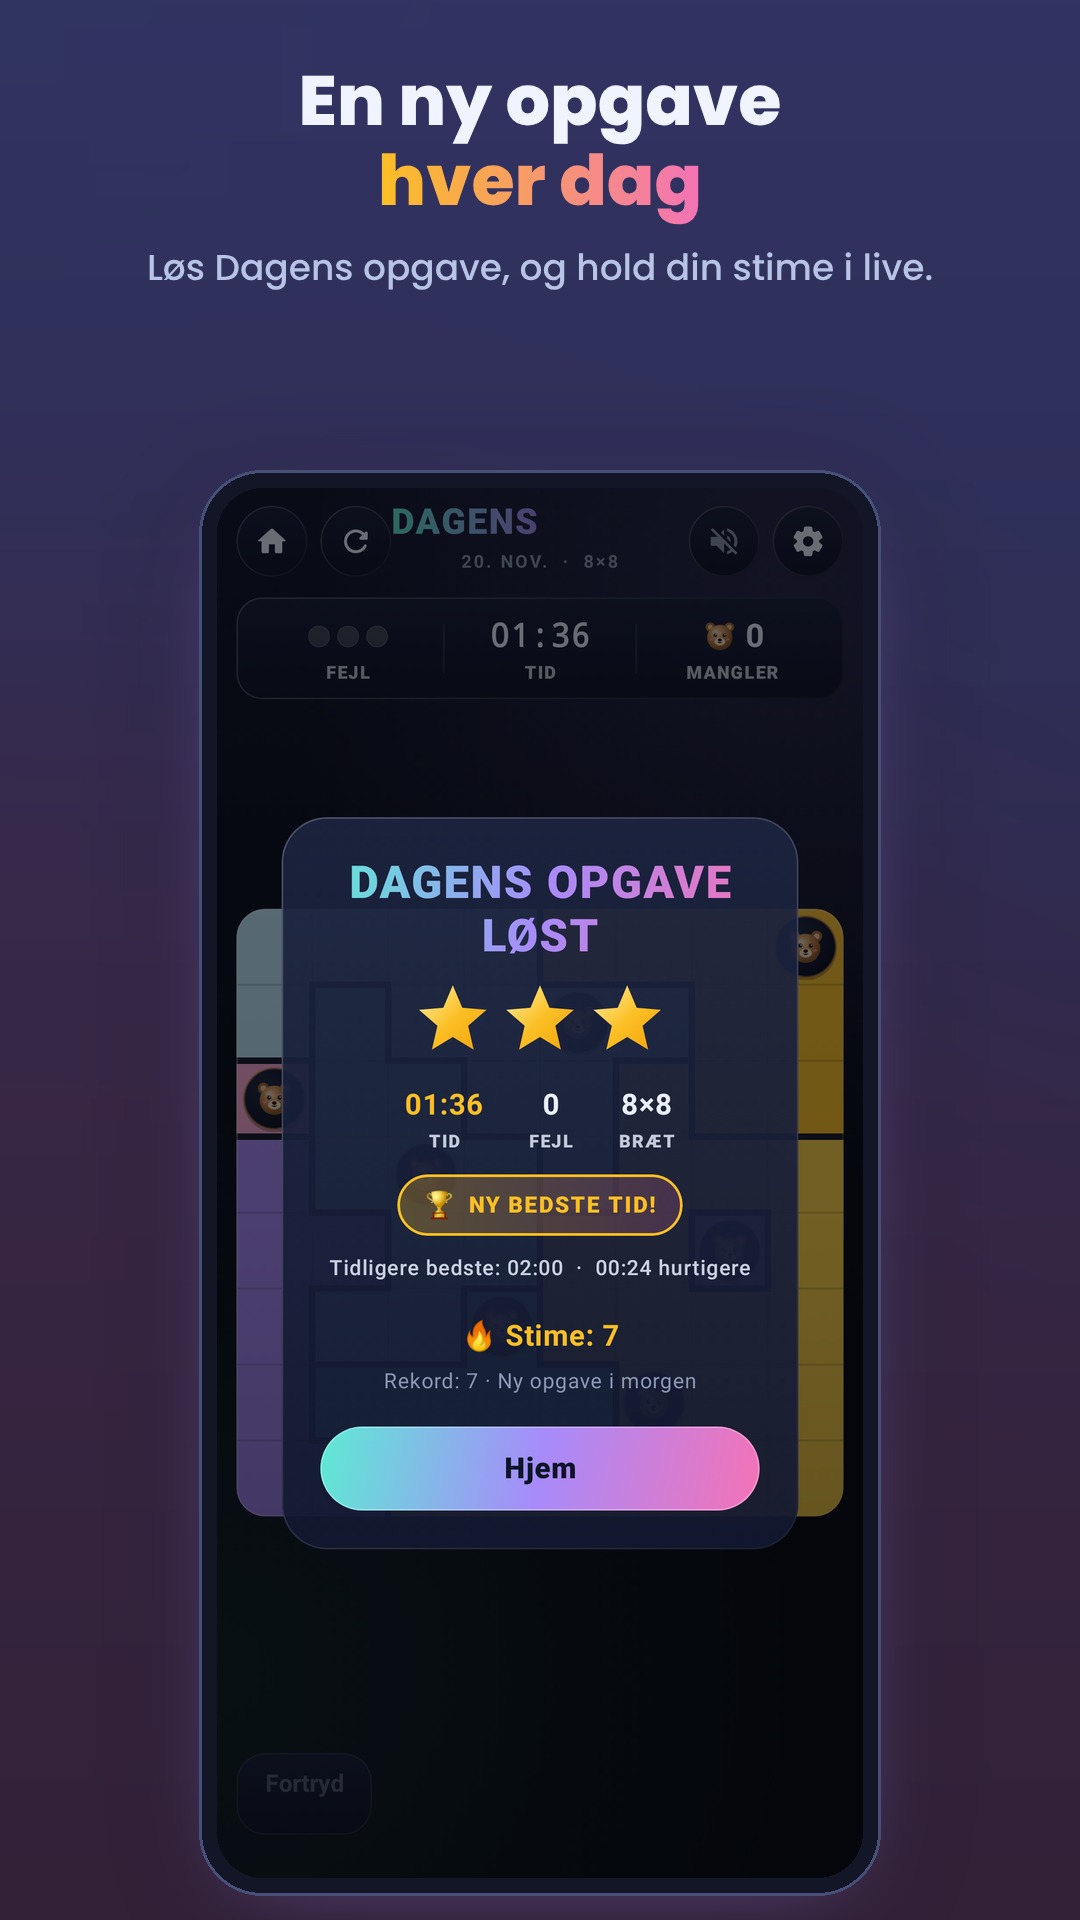 En ny opgave
hver dag
Løs Dagens opgave, og hold din stime i live.
DAGENS
20. NOV. · 8×8
01:36
0
FEJL
TID
MANGLER
DAGENS OPGAVE
LØST
01:36
0
8×8
TID
FEJL
BRÆT
NY BEDSTE TID!
Tidligere bedste: 02:00 · 00:24 hurtigere
Stime: 7
Rekord: 7 · Ny opgave i morgen
Hjem
Fortryd